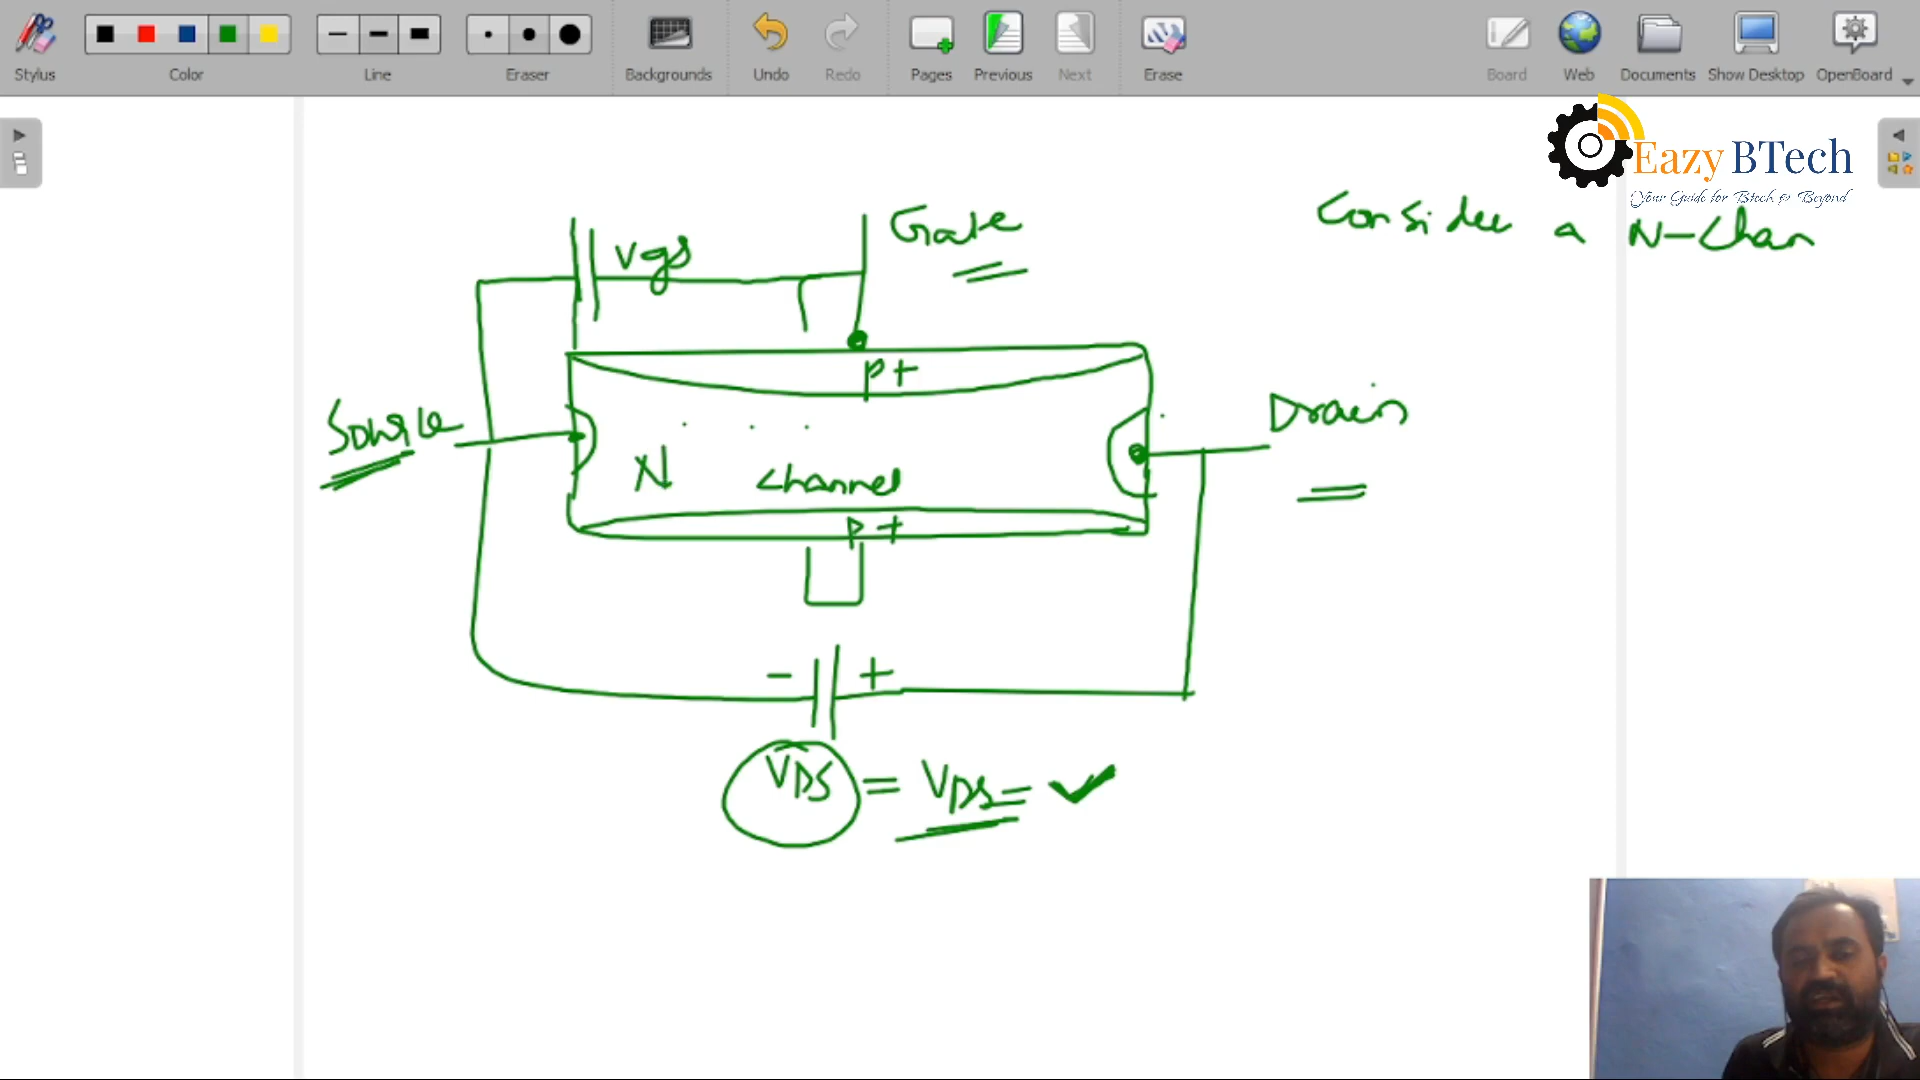 Stylus
Color
Line
Eraser
Backgrounds
Undo
Redo
Pages
Previous
Next
Erase
Board
Web
Documents
Show Desktop
OpenBoard
Eazy BTech
Your Guide for Btech & Beyond
Consider a N-Chan
Vgs
Gate
P+
Source
Drain
N channel
P+
- +
VDS = VDS =